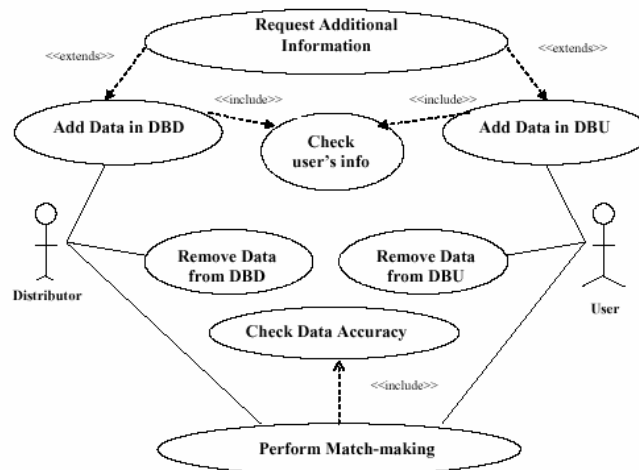 Request Additional
Information
<<extends>>
<<extends>>
<<include>>
<<include>>
Add Data in DBD
Check
user's info
Add Data in DBU
Remove Data
from DBD
Remove Data
from DBU
Distributor
User
Check Data Accuracy
<<include>>
Perform Match-making